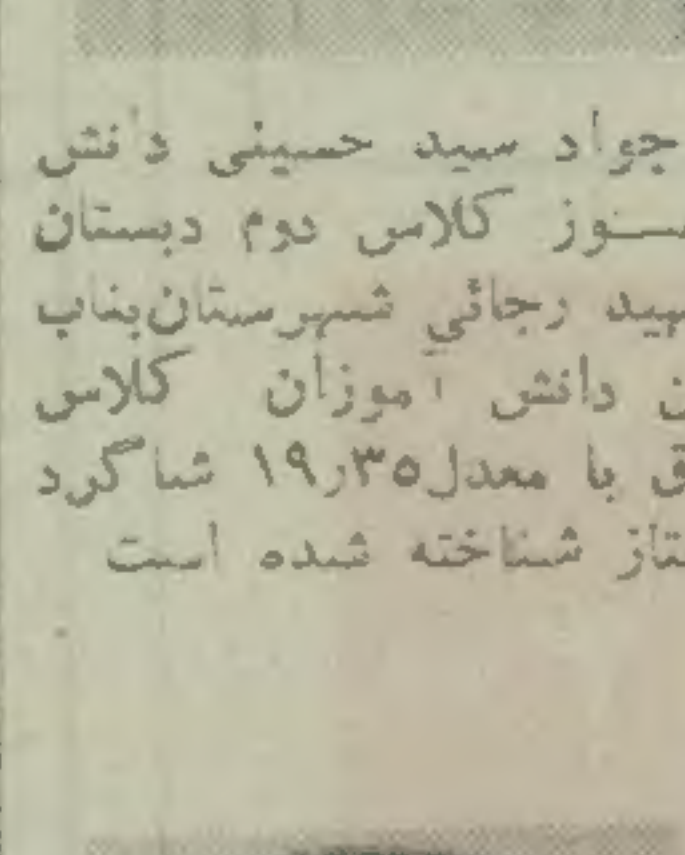 جواد سید حسینی دانش
کلاس دوم دبستان
رجائی شهرستان بناب
دانش آموزان کلاس
با معدل ۱۹٫۳۵ شاگرد
شناخته شده است